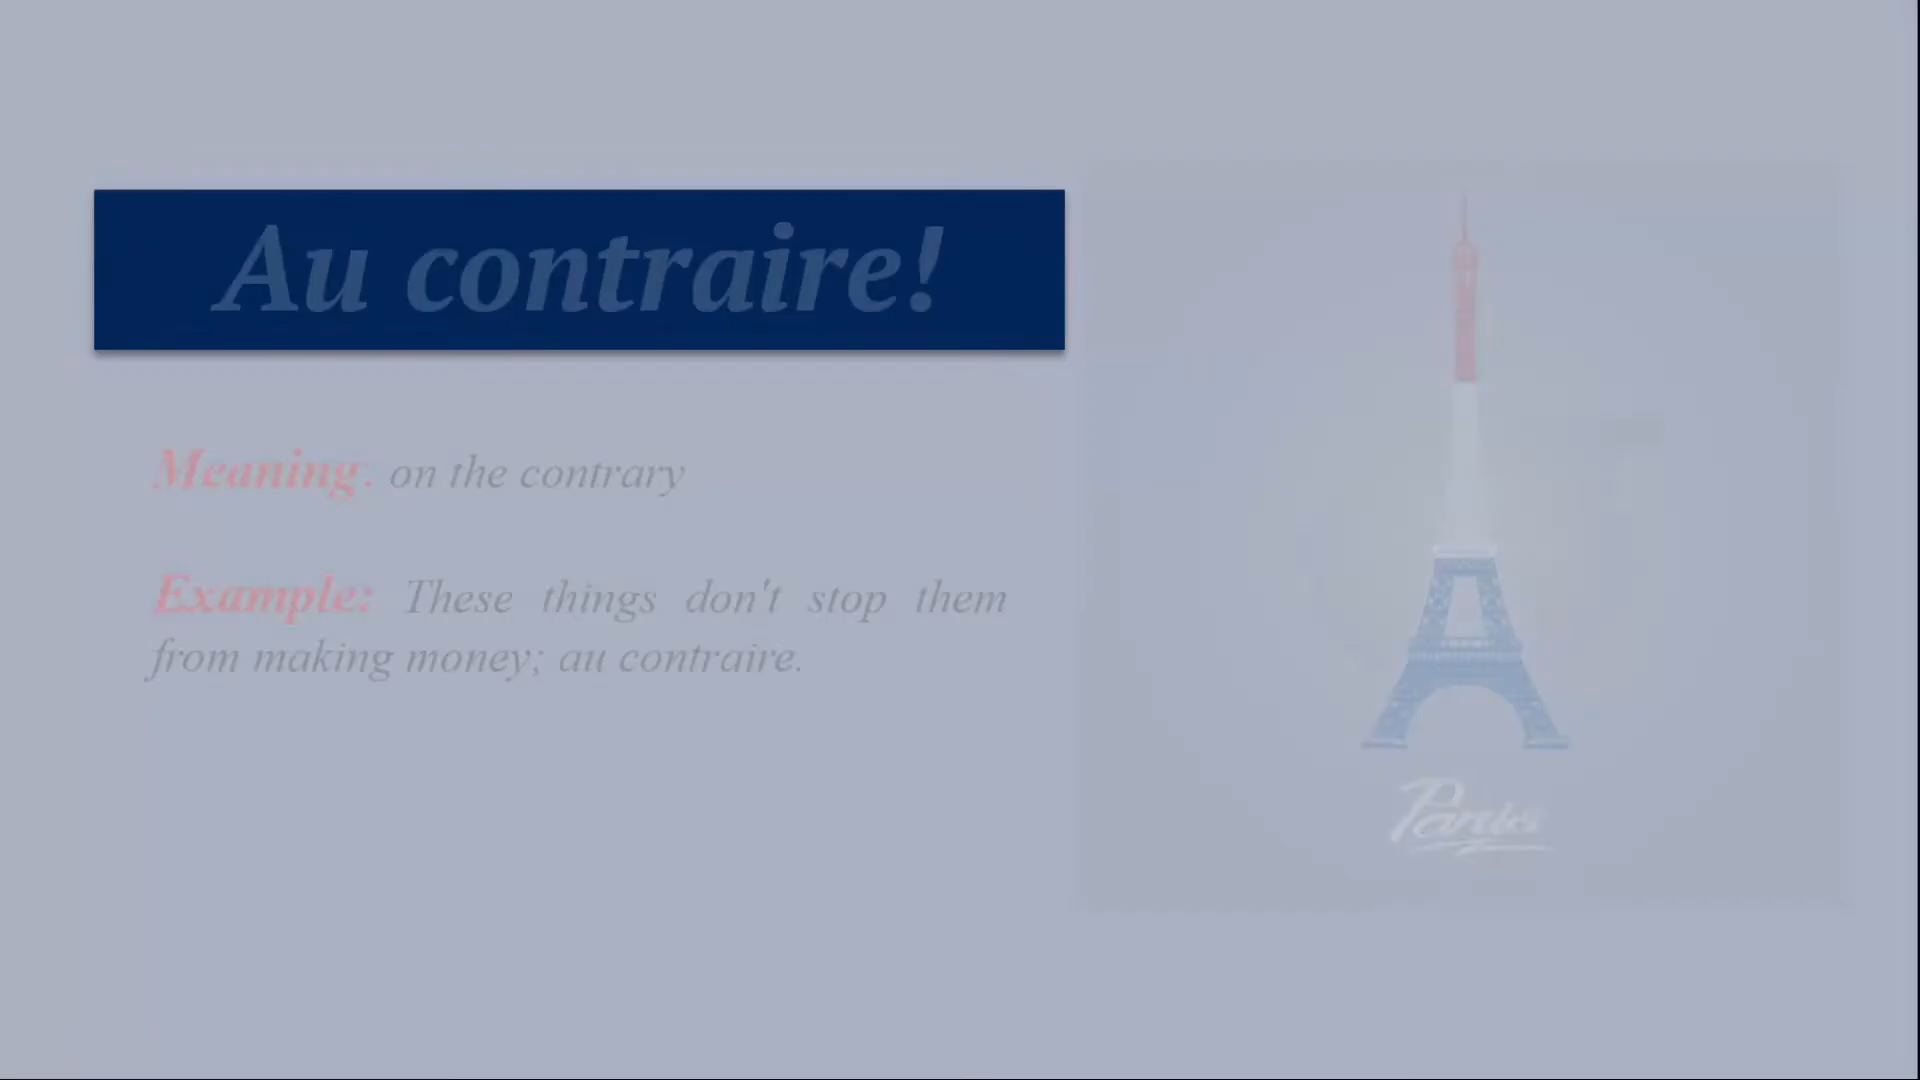 Au contraire!
Meaning: on the contrary
Example: These things don't stop them
from making money; au contraire.
Paris